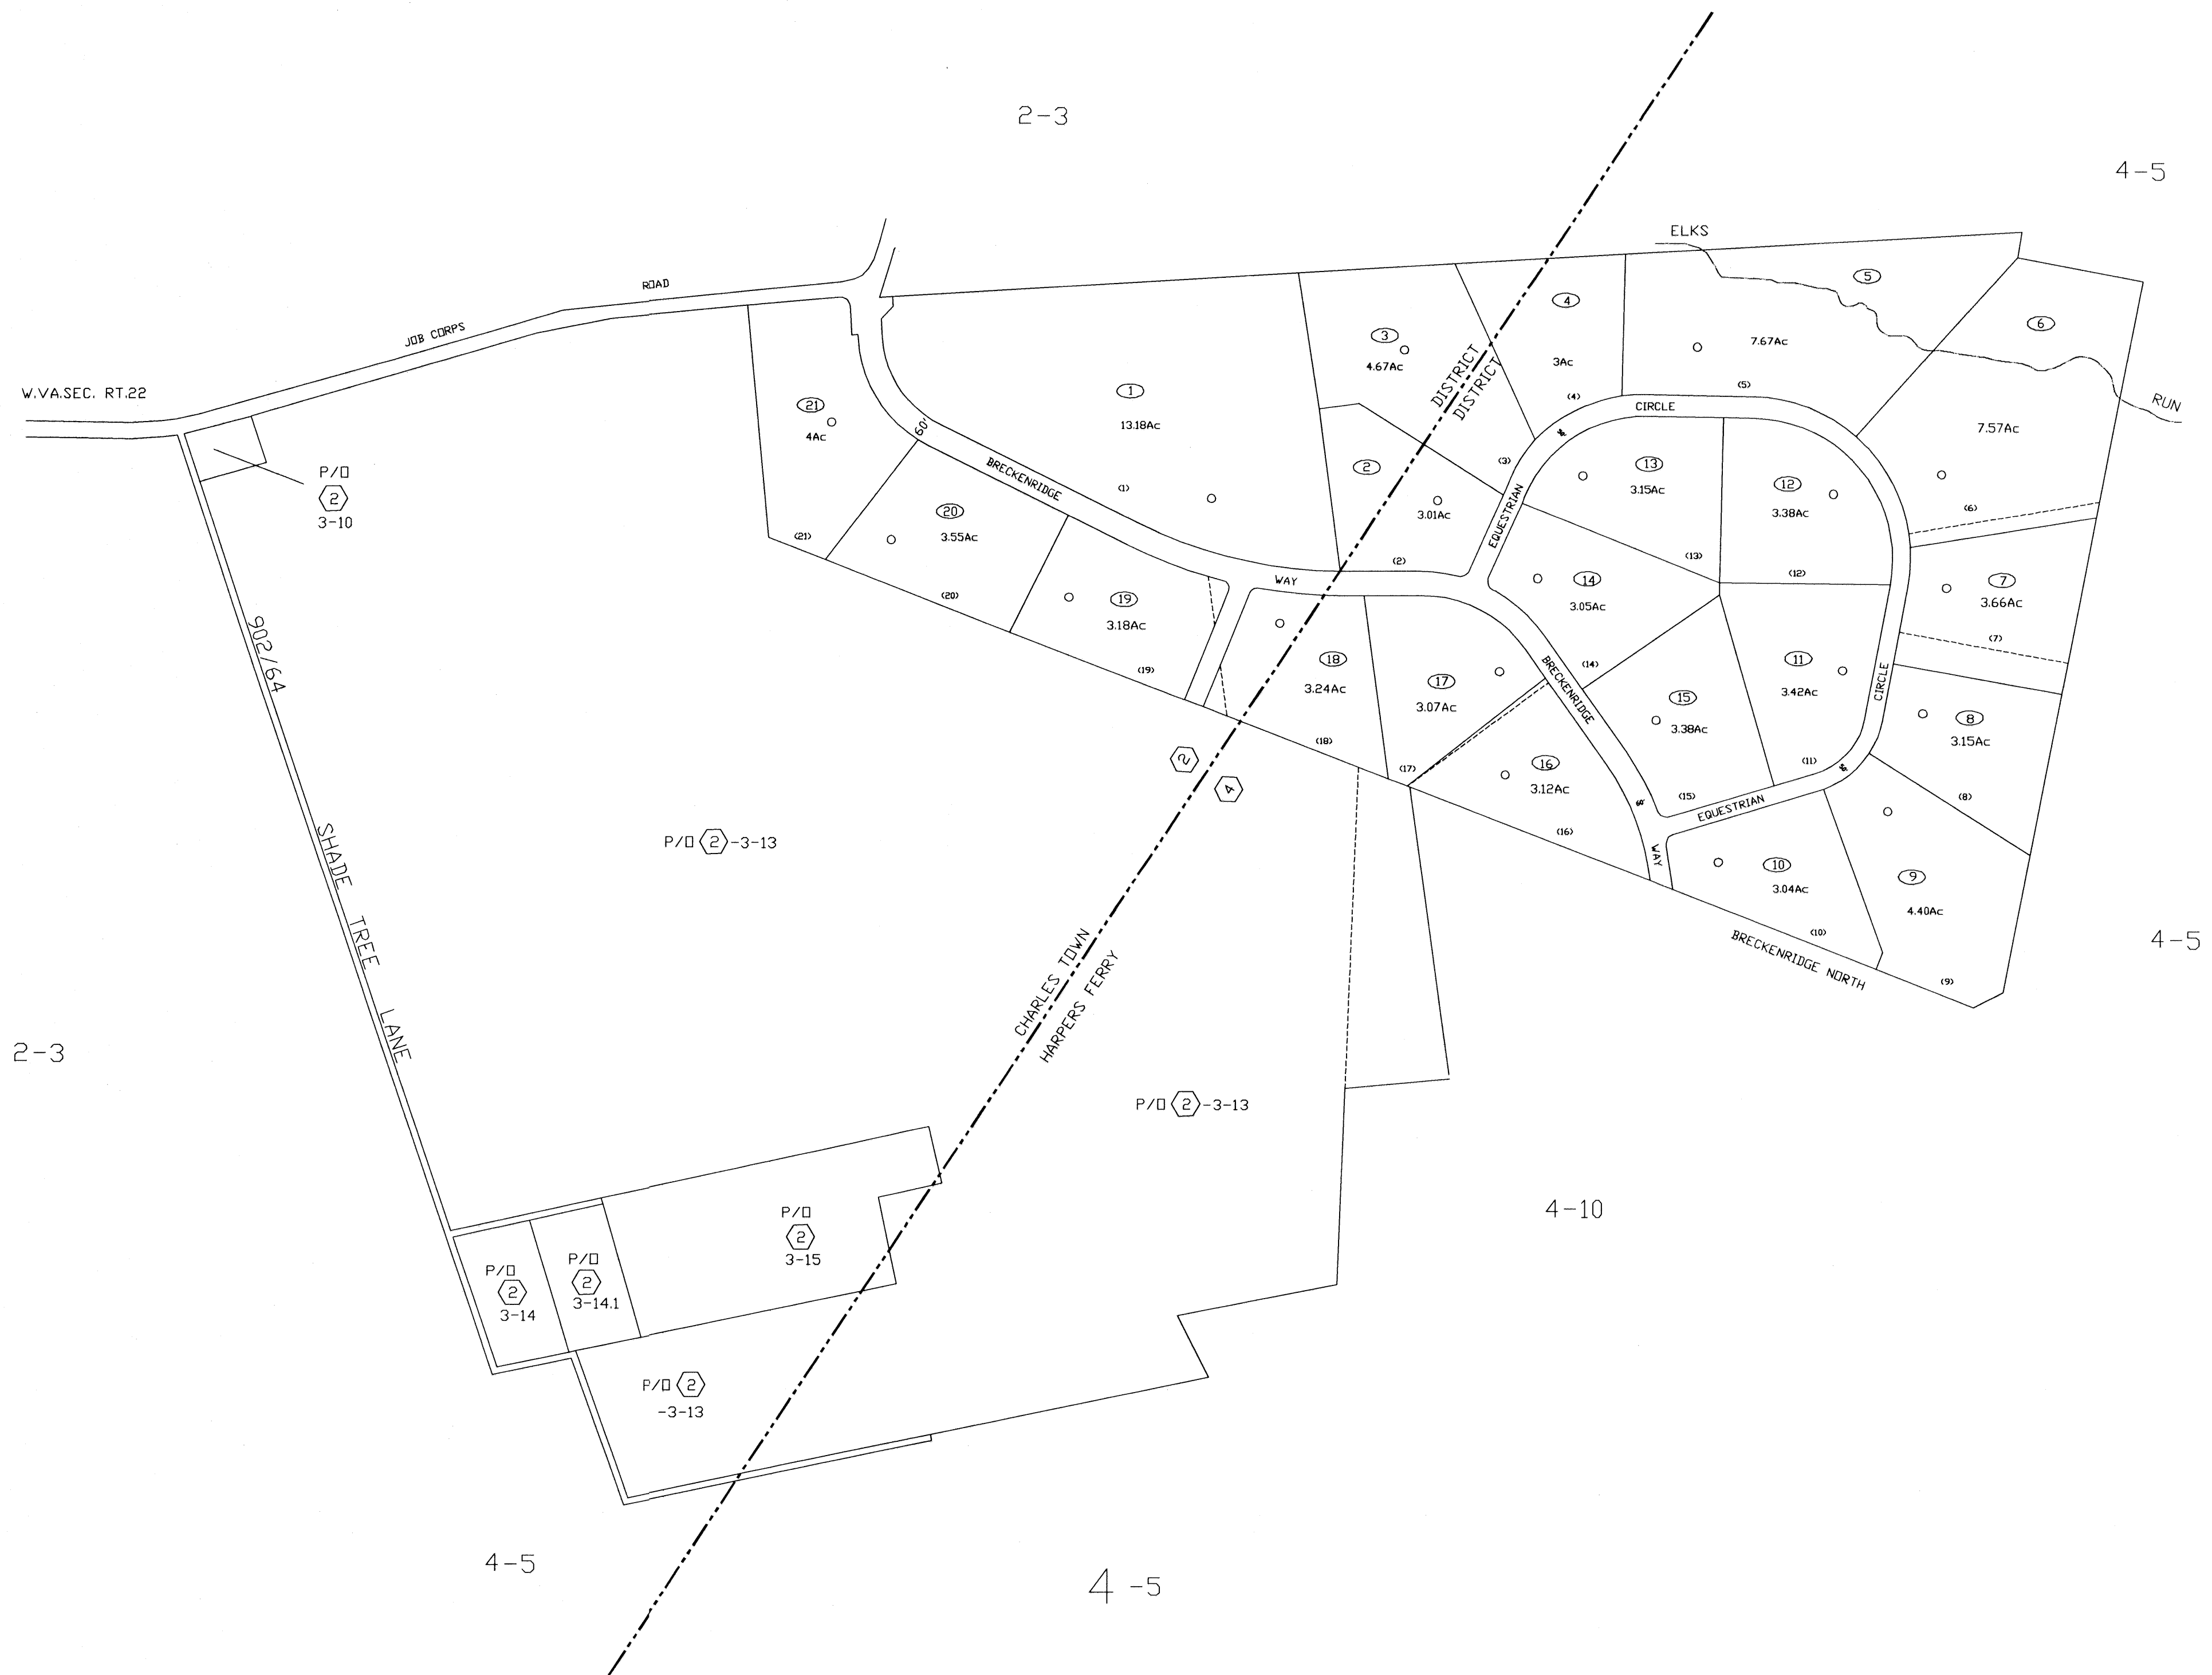 2-3
4-5
ELKS
5
ROAD
4
6
JOB CORPS
3
4.67Ac
3Ac
7.67Ac
(5)
DISTRICT
DISTRICT
W.VA.SEC. RT.22
1
13.18Ac
(4)
CIRCLE
RUN
21
4Ac
60'
7.57Ac
2
(3)
13
3.15Ac
12
3.38Ac
P/O
2
3-10
BRECKENRIDGE
(1)
3.01Ac
EQUESTRIAN
(6)
20
3.55Ac
(21)
(2)
(13)
(12)
WAY
14
3.05Ac
7
3.66Ac
(20)
19
3.18Ac
(7)
902/64
(19)
18
3.24Ac
17
3.07Ac
BRECKENRIDGE
(14)
11
3.42Ac
CIRCLE
15
3.38Ac
8
3.15Ac
(18)
2
4
(17)
16
3.12Ac
(11)
50'
60'
(15)
EQUESTRIAN
(8)
(16)
P/O 2 -3-13
SHADE TREE LANE
WAY
10
3.04Ac
9
4.40Ac
(10)
BRECKENRIDGE NORTH
(9)
4-5
CHARLES TOWN
HARPERS FERRY
2-3
P/O 2 -3-13
4-10
P/O
2
3-15
P/O
2
3-14
P/O
2
3-14.1
P/O 2
-3-13
4-5
4 -5